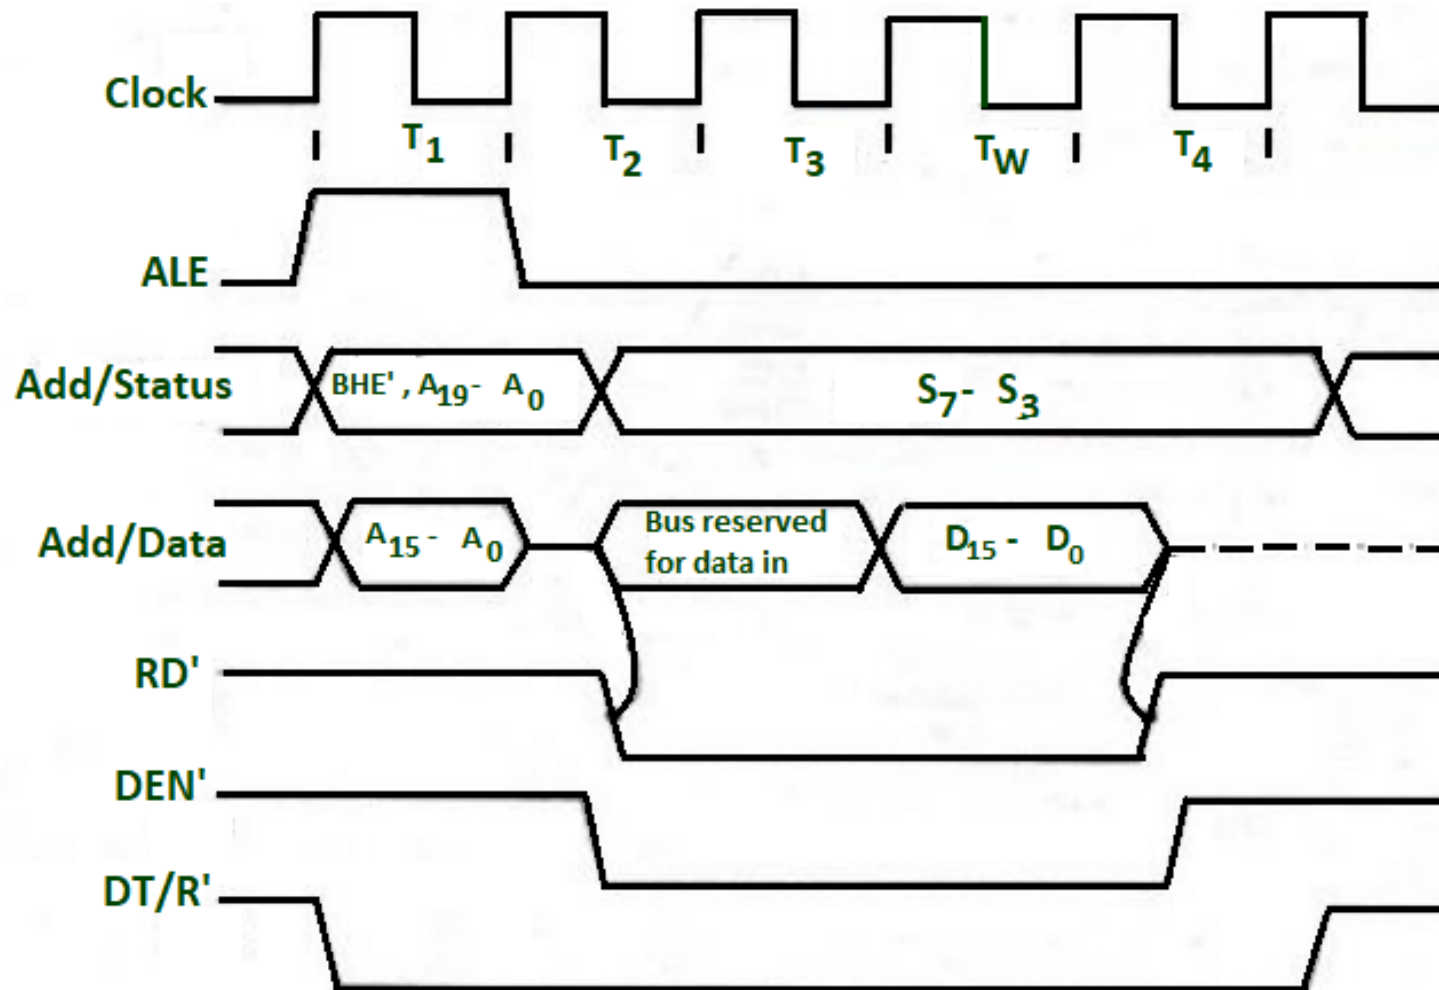 Clock
T1 T2 T3 TW T4
ALE
Add/Status
BHE', A19- A0
S7- S3
Add/Data
A15- A0
Bus reserved
for data in
D15- D0
RD'
DEN'
DT/R'